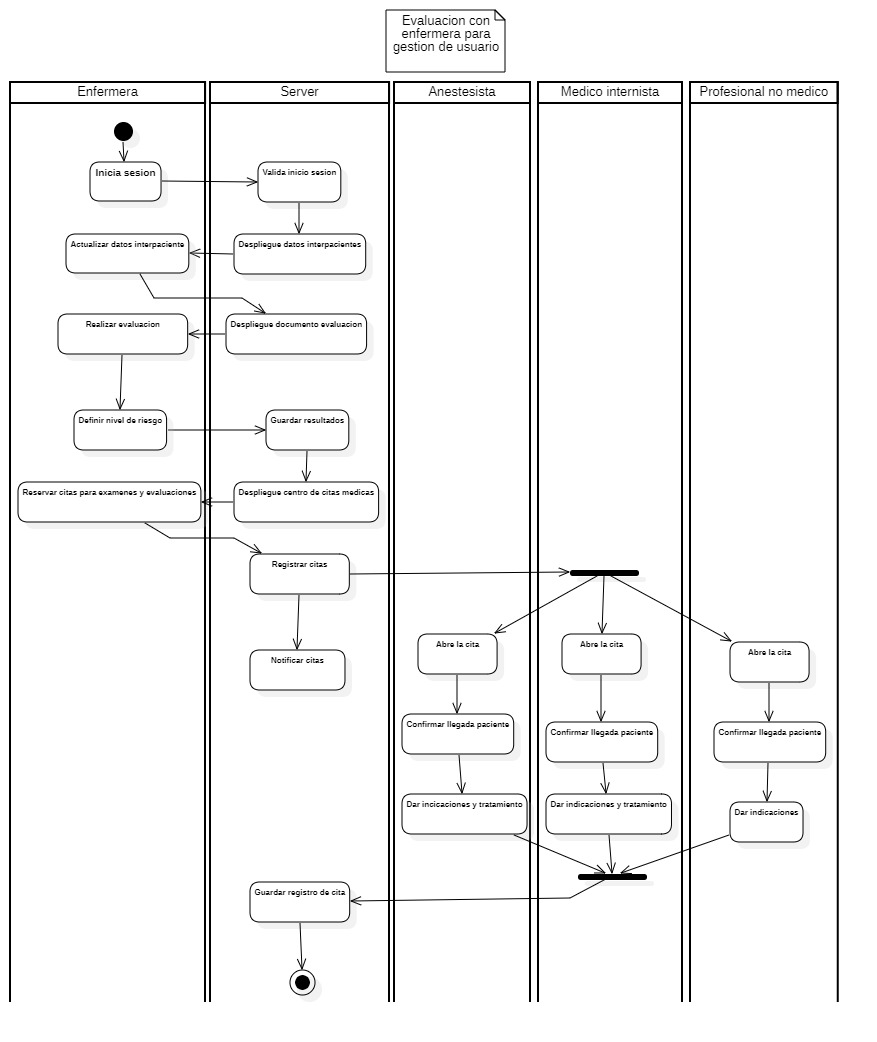 Evaluacion con
enfermera para
gestion de usuario
Enfermera
Server
Anestesista
Medico internista
Profesional no medico
Inicia sesion
Valida inicio sesion
Actualizar datos interpaciente
Despliegue datos interpacientes
Realizar evaluacion
Despliegue documento evaluacion
Definir nivel de riesgo
Guardar resultados
Reservar citas para examenes y evaluaciones
Despliegue centro de citas medicas
Registrar citas
Notificar citas
Abre la cita
Abre la cita
Abre la cita
Confirmar llegada paciente
Confirmar llegada paciente
Confirmar llegada paciente
Dar incicaciones y tratamiento
Dar indicaciones y tratamiento
Dar indicaciones
Guardar registro de cita